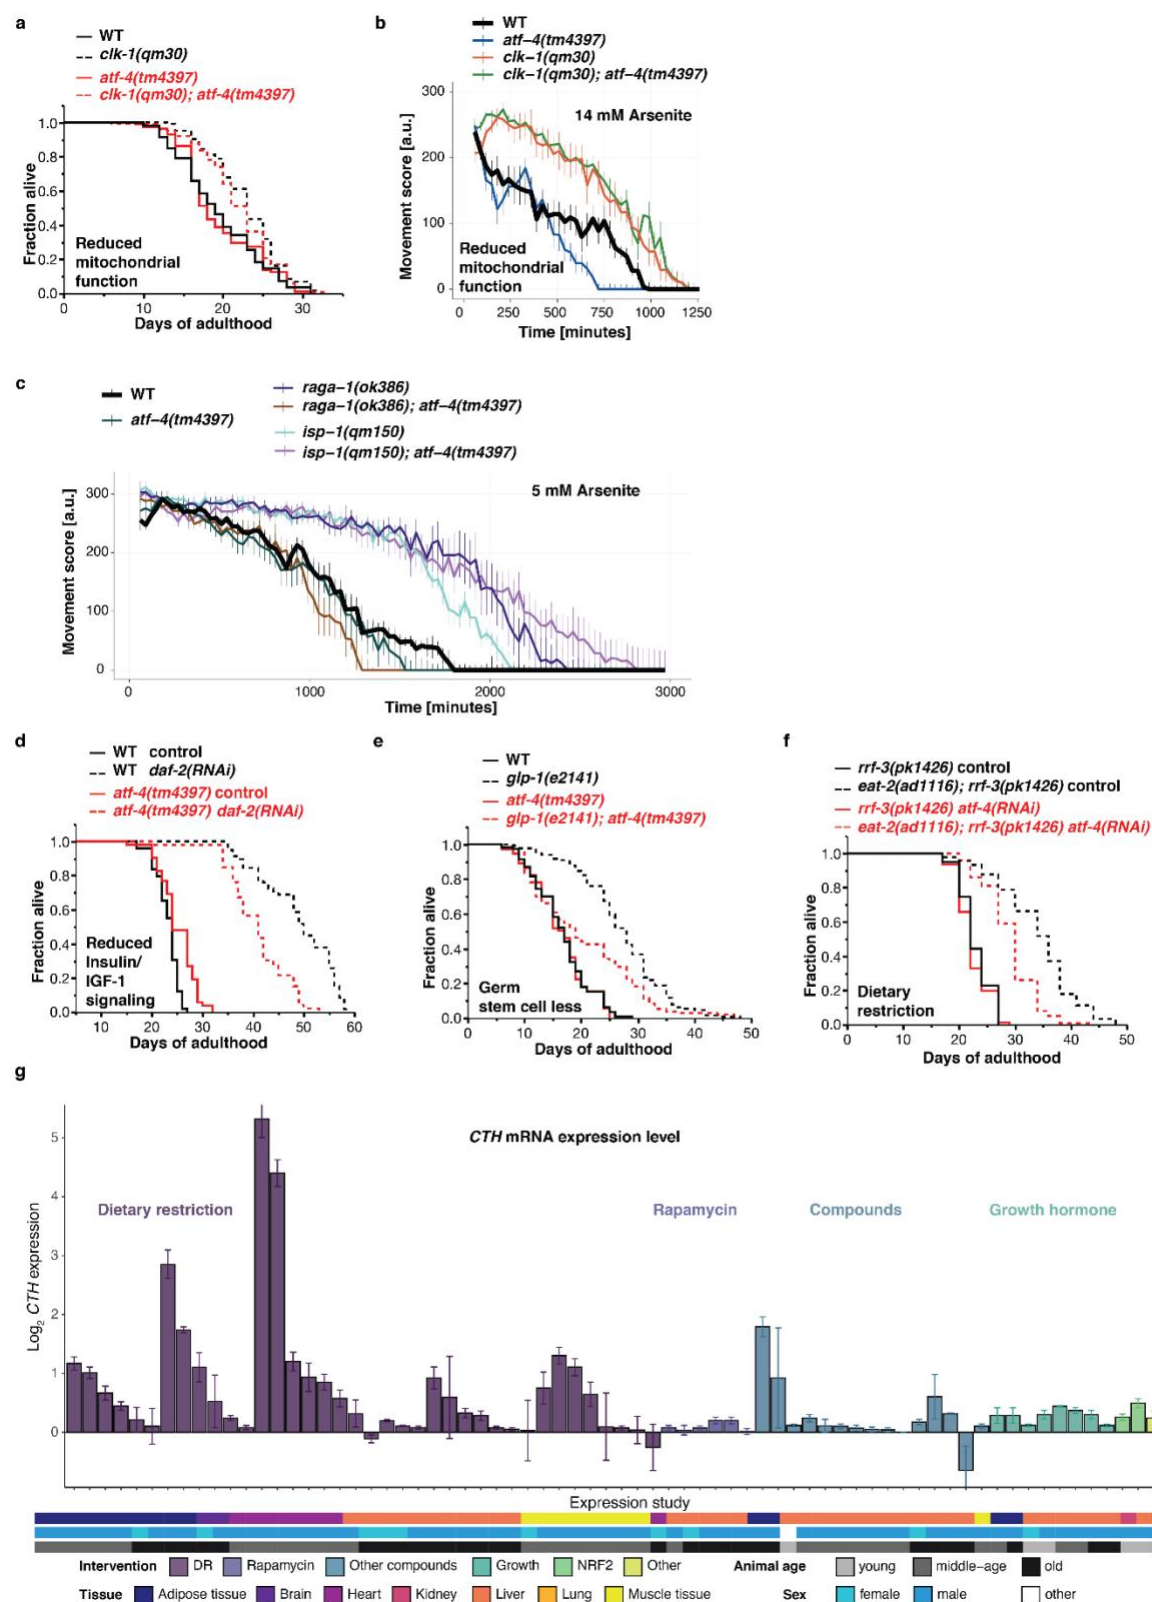 a
WT
clk-1(qm30)
atf-4(tm4397)
clk-1(qm30); atf-4(tm4397)
Fraction alive
1.0
0.8
0.6
0.4
0.2
0.0
Reduced
mitochondrial
function
0 10 20 30
Days of adulthood
b
WT
atf-4(tm4397)
clk-1(qm30)
clk-1(qm30); atf-4(tm4397)
Movement score [a.u.]
300
200
100
0
14 mM Arsenite
Reduced
mitochondrial
function
0 250 500 750 1000 1250
Time [minutes]
c
WT
atf-4(tm4397)
raga-1(ok386)
raga-1(ok386); atf-4(tm4397)
isp-1(qm150)
isp-1(qm150); atf-4(tm4397)
Movement score [a.u.]
300
200
100
0
5 mM Arsenite
0 1000 2000 3000
Time [minutes]
d
WT control
WT daf-2(RNAi)
atf-4(tm4397) control
atf-4(tm4397) daf-2(RNAi)
Fraction alive
1.0
0.8
0.6
0.4
0.2
0.0
Reduced
Insulin/
IGF-1
signaling
10 20 30 40 50 60
Days of adulthood
e
WT
glp-1(e2141)
atf-4(tm4397)
glp-1(e2141); atf-4(tm4397)
Fraction alive
1.0
0.8
0.6
0.4
0.2
0.0
Germ
stem cell less
0 10 20 30 40 50
Days of adulthood
f
rrf-3(pk1426) control
eat-2(ad1116); rrf-3(pk1426) control
rrf-3(pk1426) atf-4(RNAi)
eat-2(ad1116); rrf-3(pk1426) atf-4(RNAi)
Fraction alive
1.0
0.8
0.6
0.4
0.2
0.0
Dietary
restriction
0 10 20 30 40 50
Days of adulthood
g
CTH mRNA expression level
Dietary restriction Rapamycin Compounds Growth hormone
Log2 CTH expression
5
4
3
2
1
0
Expression study
Intervention DR Rapamycin Other compounds Growth NRF2 Other Animal age young middle-age old
Tissue Adipose tissue Brain Heart Kidney Liver Lung Muscle tissue Sex female male other